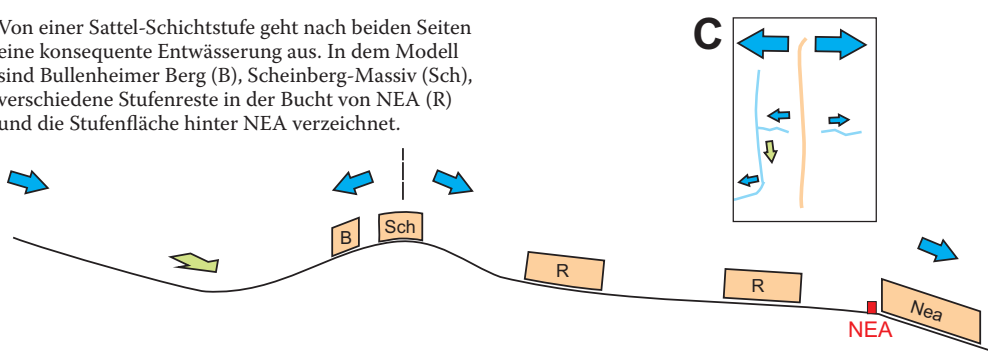 Von einer Sattel-Schichtstufe geht nach beiden Seiten
eine konsequente Entwässerung aus. In dem Modell
sind Bullenheimer Berg (B), Scheinberg-Massiv (Sch),
verschiedene Stufenreste in der Bucht von NEA (R)
und die Stufenfläche hinter NEA verzeichnet.
C
B
Sch
R
R
Nea
NEA